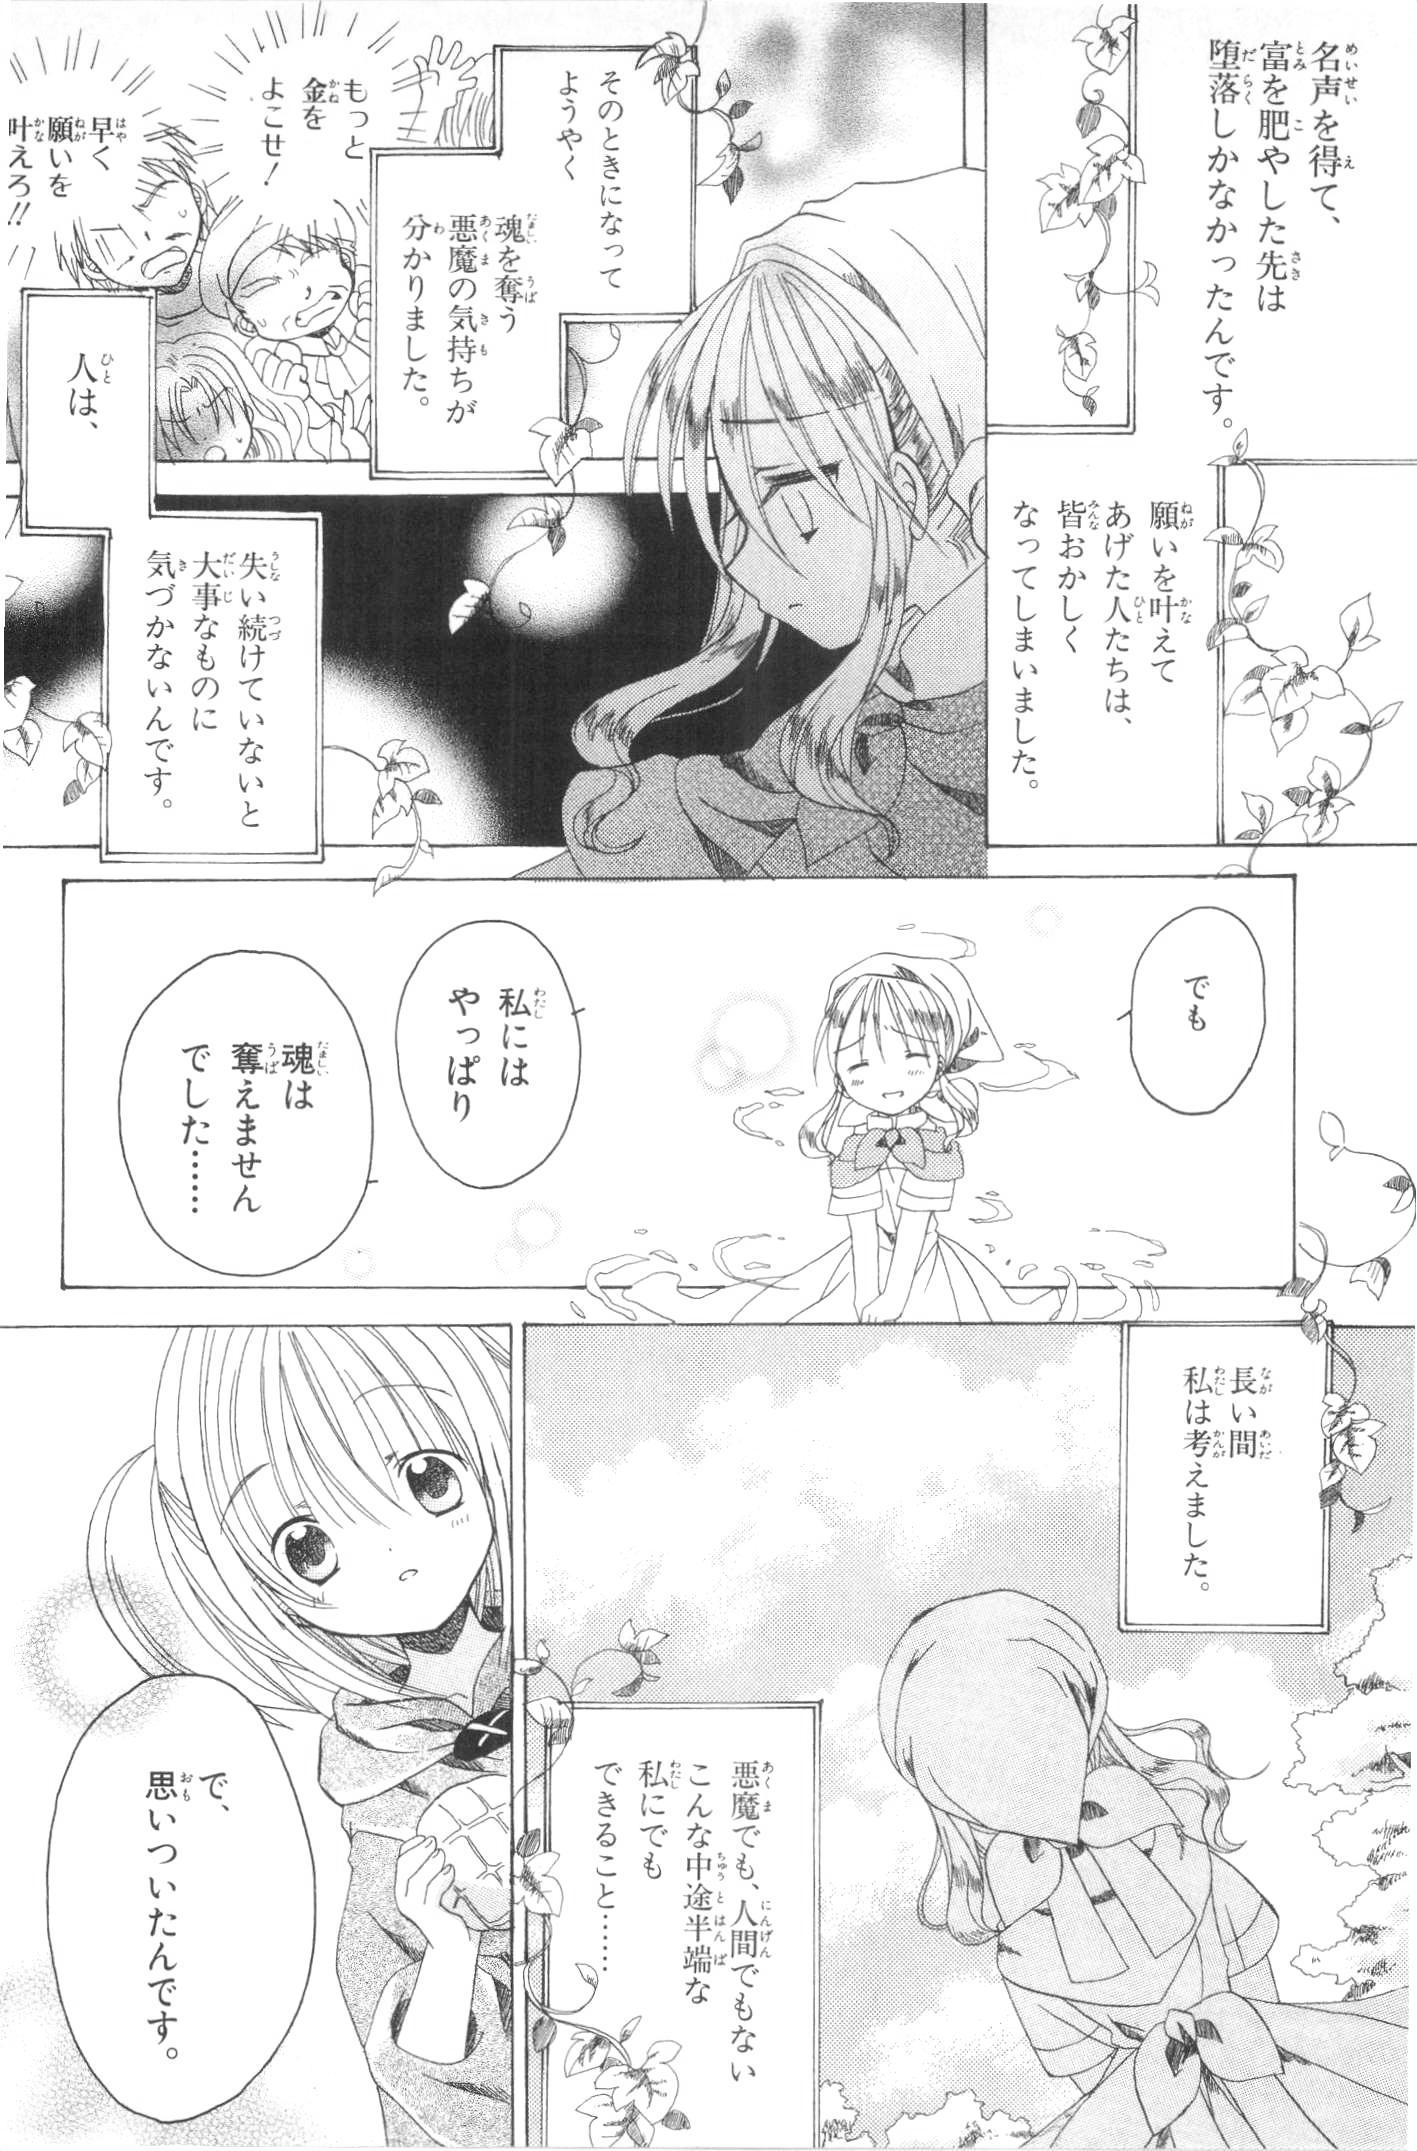 名声を得て、
富を肥やした先は
堕落しかなかったんです。
願いを叶えて
あげた人たちは、
皆おかしく
なってしまいました。
そのときになって
ようやく
魂を奪う
悪魔の気持ちが
分かりました。
もっと
金を
よこせ!
早く
願いを
叶えろ!!
人は、
失い続けていないと
大事なものに
気づかないんです。
でも
私には
やっぱり
魂は
奪えません
でした……
長い間
私は考えました。
悪魔でも、人間でもない
こんな中途半端な
私にでも
できること……
で、
思いついたんです。